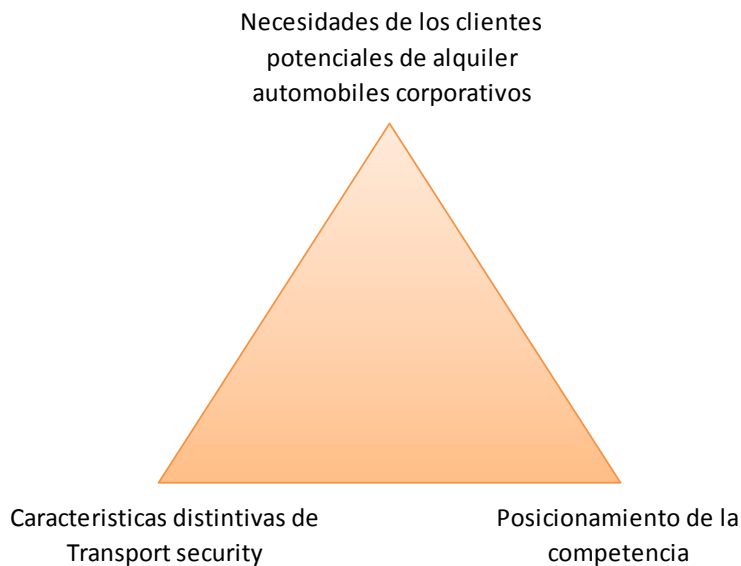 Necesidades de los clientes
potenciales de alquiler
automobiles corporativos
Caracteristicas distintivas de
Transport security
Posicionamiento de la
competencia